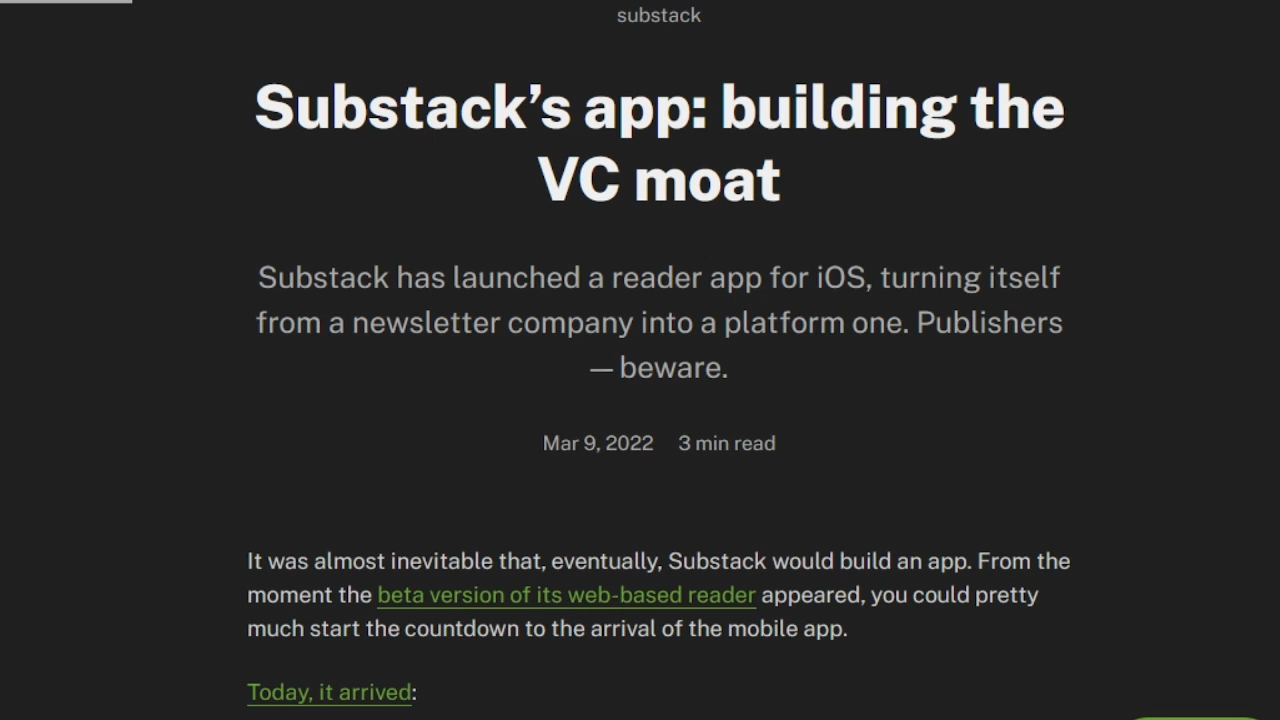 substack
Substack’s app: building the
VC moat
Substack has launched a reader app for iOS, turning itself
from a newsletter company into a platform one. Publishers
— beware.
Mar 9, 2022 3 min read
It was almost inevitable that, eventually, Substack would build an app. From the
moment the beta version of its web-based reader appeared, you could pretty
much start the countdown to the arrival of the mobile app.
Today, it arrived: